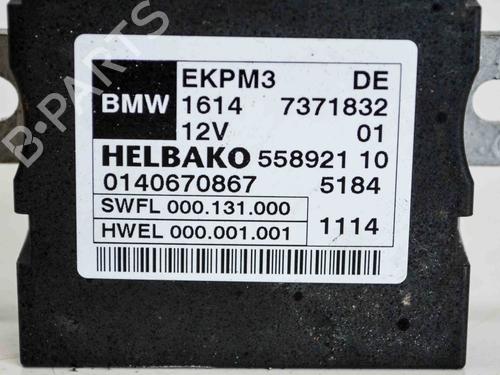 B-PARTS
BMW
EKPM3 DE
1614 7371832
12V 01
HELBAKO 558921 10
0140670867 5184
SWFL 000.131.000
HWEL 000.001.001 1114